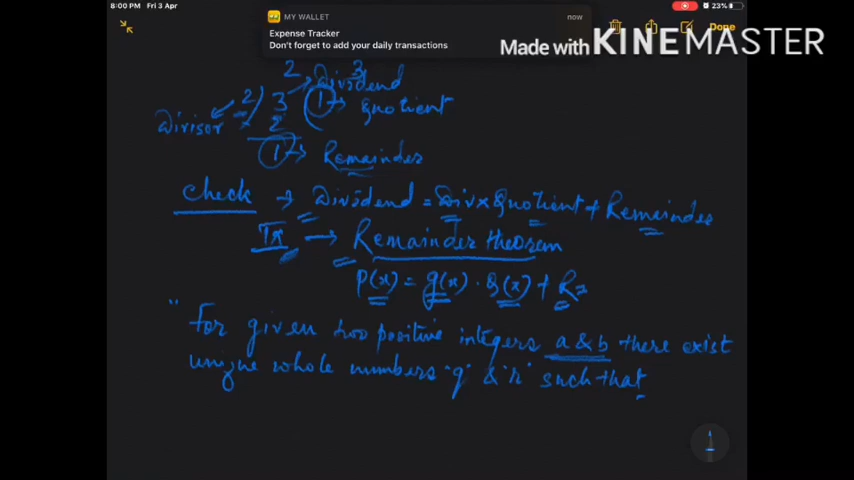 8:00 PM Fri 3 Apr
23%
MY WALLET now
Expense Tracker
Don't forget to add your daily transactions
Done
Made with KINEMASTER
2 3
Dividend
Divisor 2) 3 (1 → quotient
2
1 → Remainder
Check → Dividend = Div x Quotient + Remainder
→ Remainder theorem
p(x) = g(x) · q(x) + R
" For given two positive integers a & b there exist
unique whole numbers "q" & "r" such that